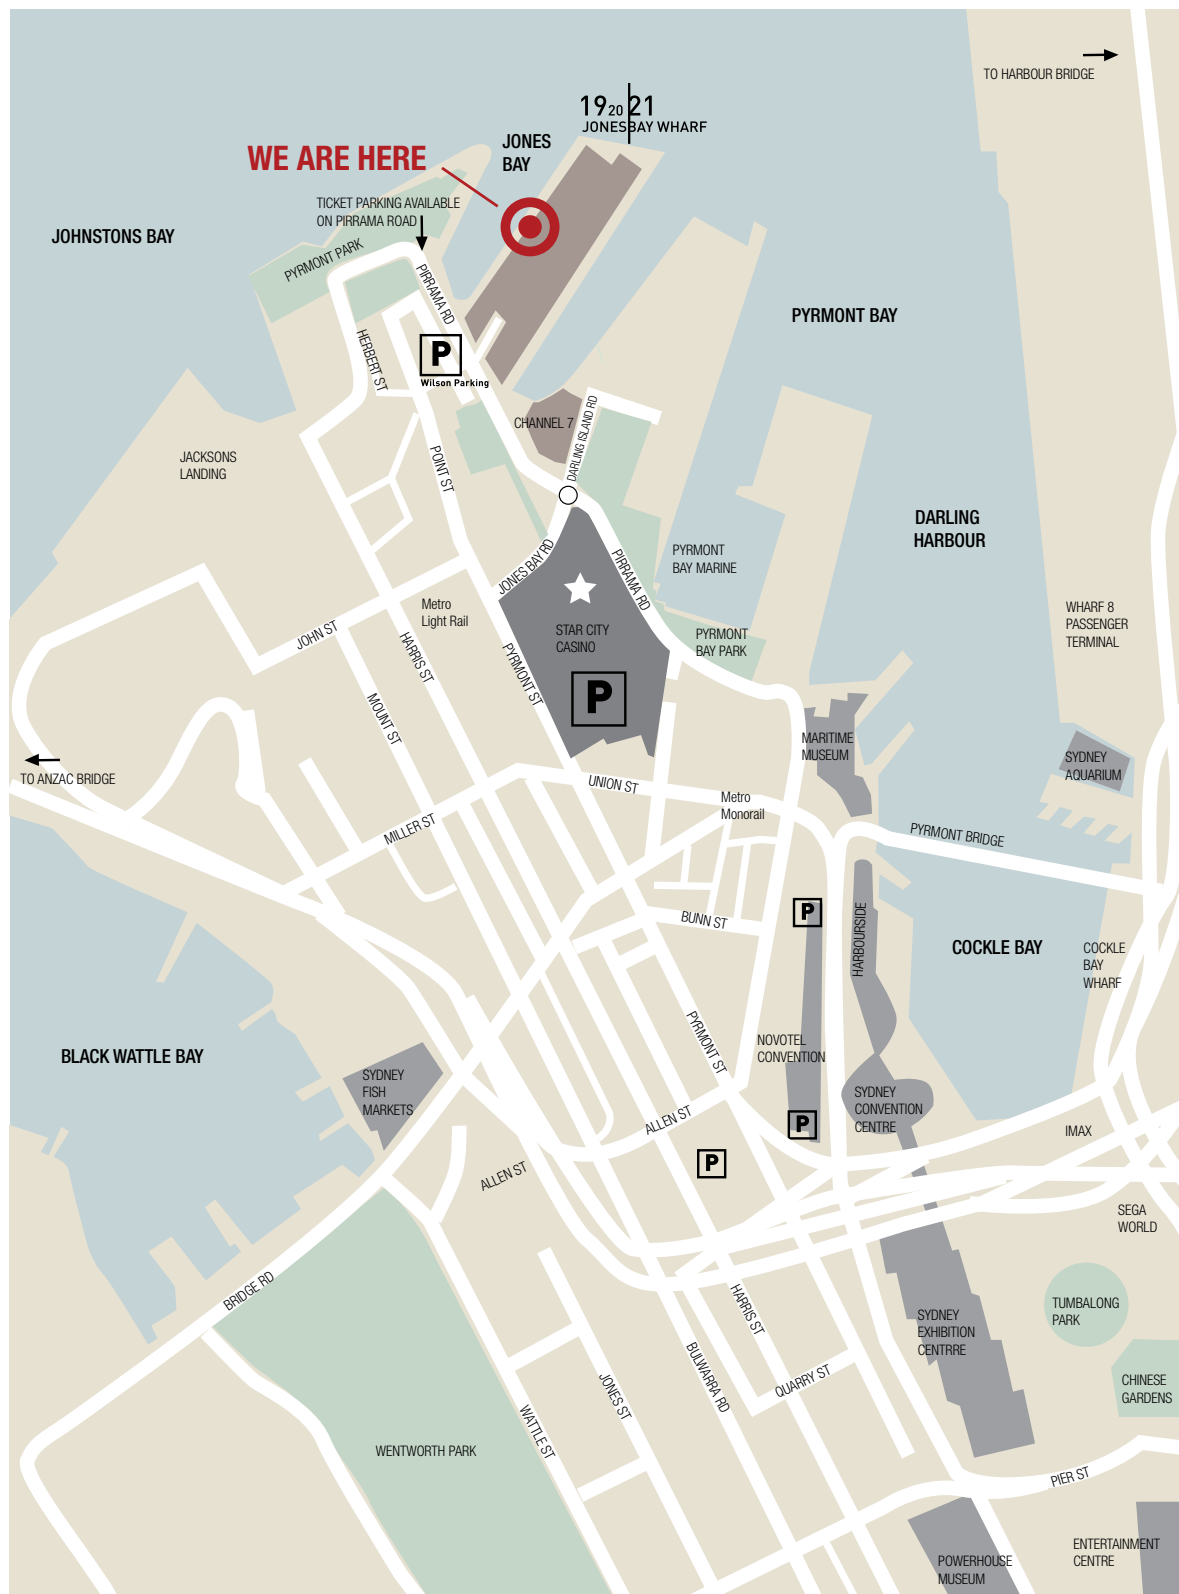 TO HARBOUR BRIDGE
19 20 21
JONESBAY WHARF
JONES
BAY
WE ARE HERE
TICKET PARKING AVAILABLE
ON PIRRAMA ROAD
JOHNSTONS BAY
PYRMONT PARK
PIRRAMA RD
PYRMONT BAY
HERBERT ST
P
Wilson Parking
CHANNEL 7
DARLING ISLAND RD
JACKSONS
LANDING
POINT ST
DARLING
HARBOUR
JONES BAY RD
PIRRAMA RD
PYRMONT
BAY MARINE
Metro
Light Rail
WHARF 8
PASSENGER
TERMINAL
JOHN ST
HARRIS ST
STAR CITY
CASINO
PYRMONT
BAY PARK
PYRMONT ST
P
MOUNT ST
MARITIME
MUSEUM
SYDNEY
AQUARIUM
TO ANZAC BRIDGE
UNION ST
Metro
Monorail
MILLER ST
PYRMONT BRIDGE
P
BUNN ST
HARBOURSIDE
COCKLE BAY
COCKLE
BAY
WHARF
BLACK WATTLE BAY
PYRMONT ST
NOVOTEL
CONVENTION
SYDNEY
FISH
MARKETS
SYDNEY
CONVENTION
CENTRE
ALLEN ST
P
IMAX
P
ALLEN ST
SEGA
WORLD
BRIDGE RD
HARRIS ST
SYDNEY
EXHIBITION
CENTRRE
TUMBALONG
PARK
BULWARRA RD
QUARRY ST
CHINESE
GARDENS
JONES ST
WATTLE ST
WENTWORTH PARK
PIER ST
POWERHOUSE
MUSEUM
ENTERTAINMENT
CENTRE